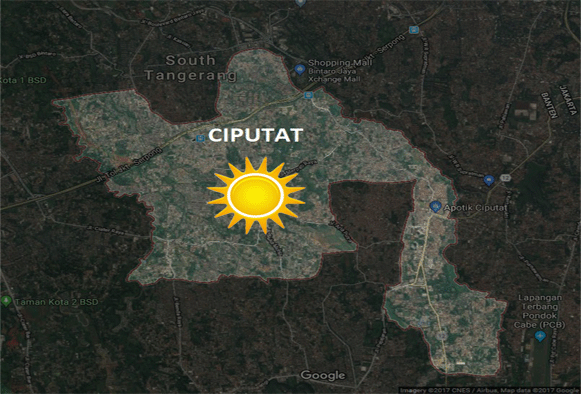 South
Tangerang
Shopping Mall
Bintaro Jaya
Xchange Mall
Kota 1 BSD
JAKARTA
BANTEN
CIPUTAT
Apotik Ciputat
Taman Kota 2 BSD
Lapangan
Terbang
Pondok
Cabe (PCB)
Google
Imagery ©2017 CNES / Airbus, Map data ©2017 Google